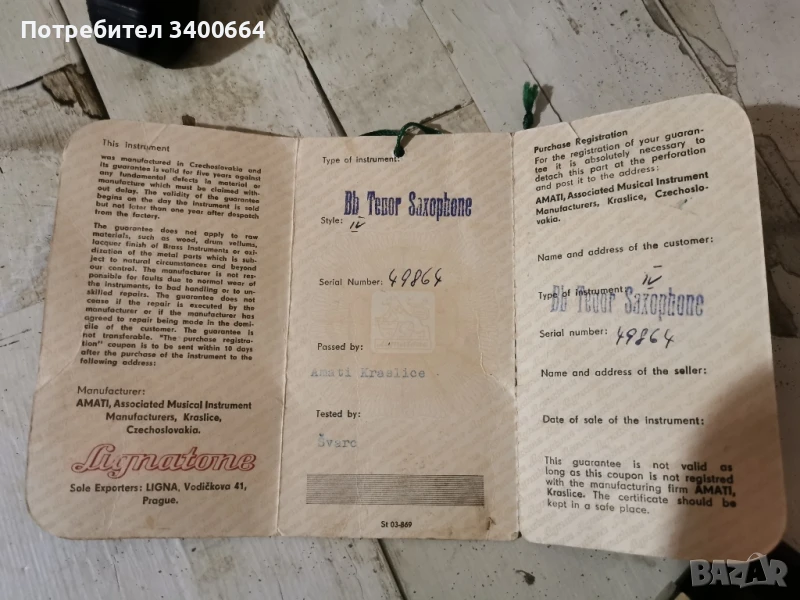 Потребител 3400664
This Instrument
was manufactured in Czechoslovakia and
its guarantee is valid for five years against
any fundamental defects in material or
manufacture which must be claimed with-
out delay. The validity of the guarantee
begins on the day the instrument is sold
but not later than one year after despatch
from the factory.
The guarantee does not apply to raw
materials, such as wood, drum vellums,
lacquer finish of Brass Instruments or oxi-
dization of the metal parts which is sub-
ject to natural circumstances and beyond
our control. The manufacturer is not res-
ponsible for faults due to normal wear of
the instruments, to bad handling or to un-
skilled repairs. The guarantee does not
cease if the repair is executed by the
manufacturer or if the manufacturer has
agreed to repair being made in the domi-
cile of the customer. The guarantee is
not transferable. "The purchase registra-
tion" coupon is to be sent within 10 days
after the purchase of the instrument to the
following address:
Manufacturer:
AMATI, Associated Musical Instrument
Manufacturers, Kraslice,
Czechoslovakia.
Lignatone
Sole Exporters: LIGNA, Vodičkova 41,
Prague.
Type of instrument:
Bb Tenor Saxophone
Style: IV
Serial Number: 49864
Passed by:
Amati Kraslice
Tested by:
Švarc
St 03-869
Purchase Registration
For the registration of your guaran-
tee it is absolutely necessary to
detach this part at the perforation
and post it to the address:
AMATI, Associated Musical Instrument
Manufacturers, Kraslice, Czechoslo-
vakia.
Name and address of the customer:
IV
Type of instrument:
Bb Tenor Saxophone
Serial number: 49864
Name and address of the seller:
Date of sale of the instrument:
This guarantee is not valid as
long as this coupon is not registered
with the manufacturing firm AMATI,
Kraslice. The certificate should be
kept in a safe place.
BAZAR